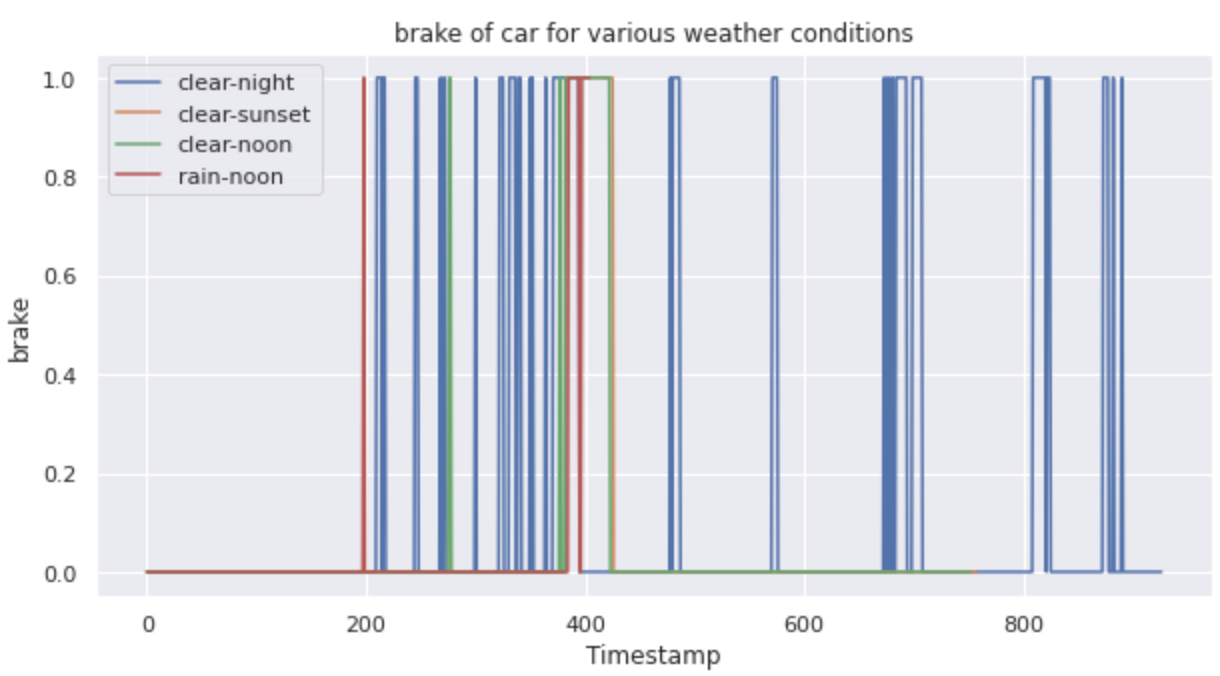 brake of car for various weather conditions
clear-night
clear-sunset
clear-noon
rain-noon
1.0
0.8
0.6
0.4
0.2
0.0
brake
0 200 400 600 800
Timestamp